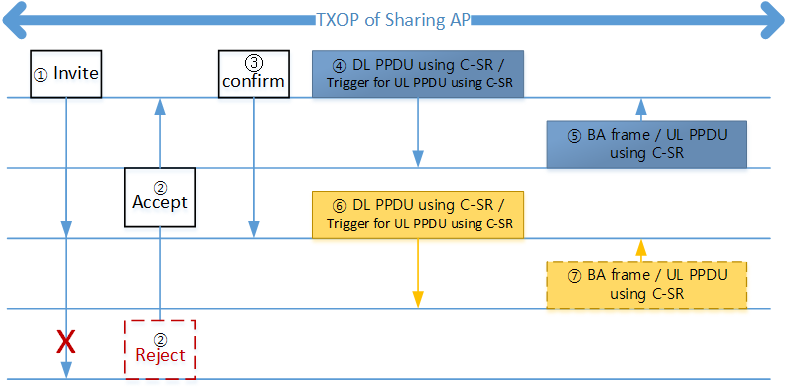 TXOP of Sharing AP
① Invite
③
confirm
④ DL PPDU using C-SR /
Trigger for UL PPDU using C-SR
⑤ BA frame / UL PPDU
using C-SR
②
Accept
⑥ DL PPDU using C-SR /
Trigger for UL PPDU using C-SR
⑦ BA frame / UL PPDU
using C-SR
X
②
Reject